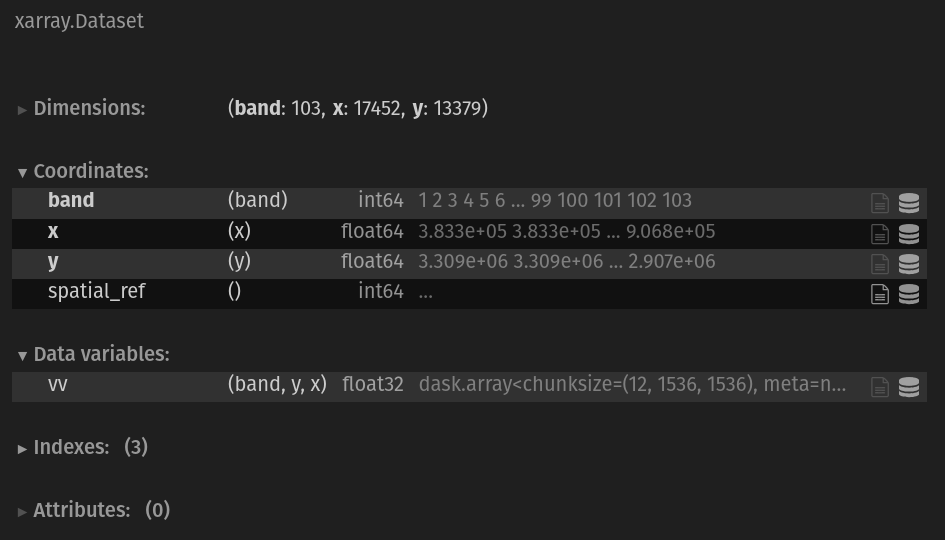 xarray.Dataset
► Dimensions: (band: 103, x: 17452, y: 13379)
▼ Coordinates:
band (band) int64 1 2 3 4 5 6 ... 99 100 101 102 103
x (x) float64 3.833e+05 3.833e+05 ... 9.068e+05
y (y) float64 3.309e+06 3.309e+06 ... 2.907e+06
spatial_ref () int64 ...
▼ Data variables:
vv (band, y, x) float32 dask.array<chunksize=(12, 1536, 1536), meta=n...
► Indexes: (3)
► Attributes: (0)